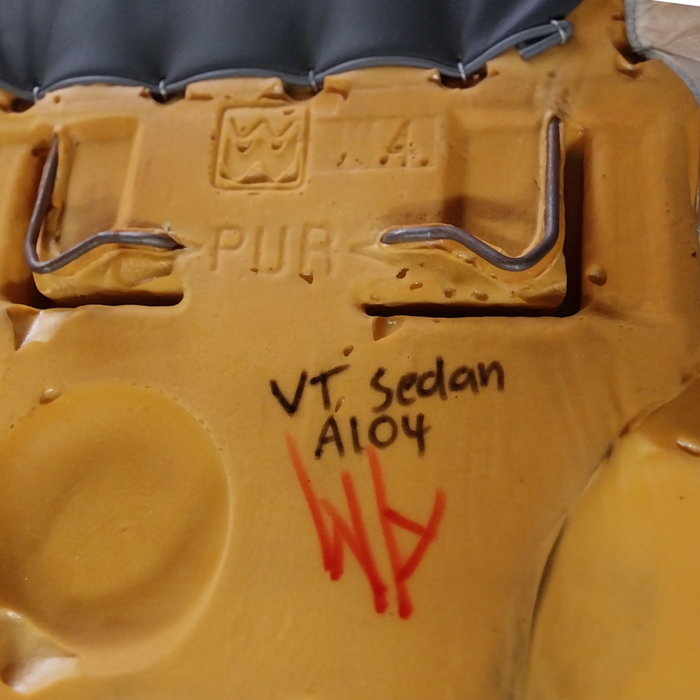 A.
>PUR<
VT Sedan
A104